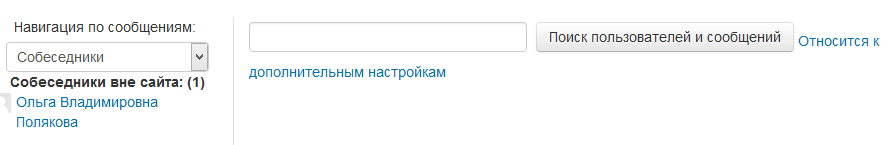 Навигация по сообщениям:
Собеседники
Собеседники вне сайта: (1)
Ольга Владимировна
Полякова
Поиск пользователей и сообщений
Относится к
дополнительным настройкам